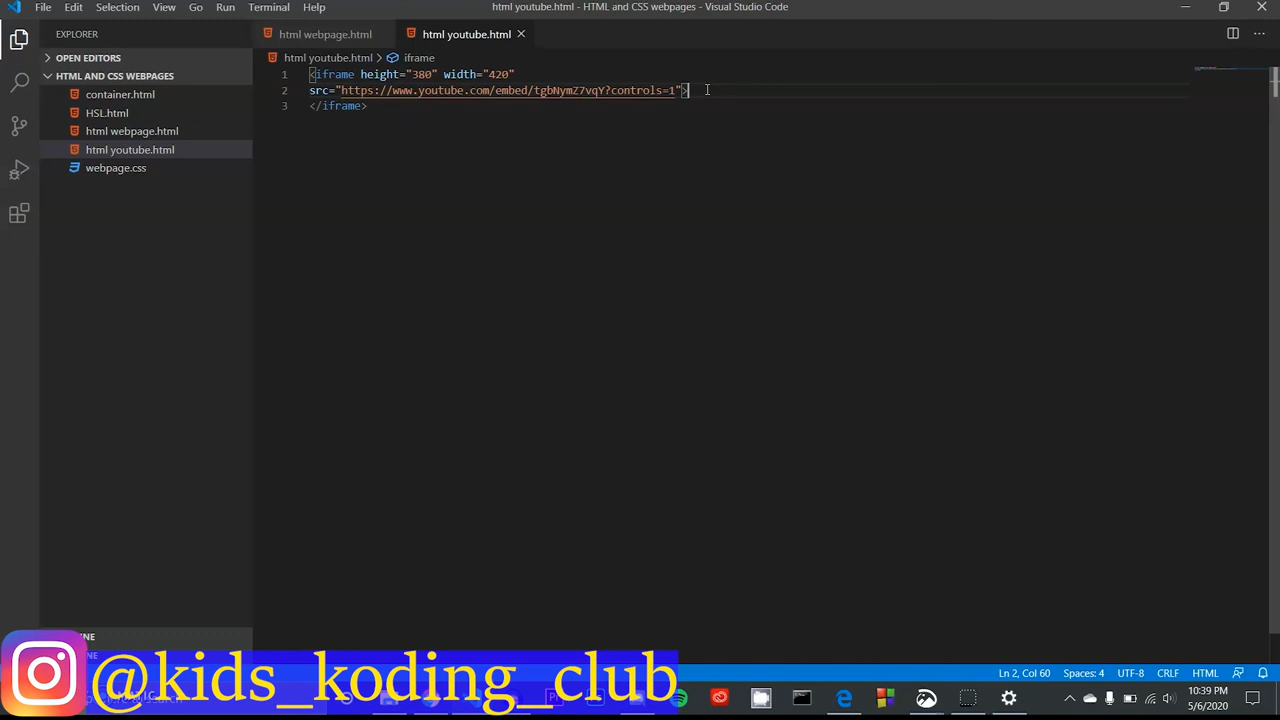 File Edit Selection View Go Run Terminal Help
html youtube.html - HTML and CSS webpages - Visual Studio Code
EXPLORER
html webpage.html
html youtube.html
OPEN EDITORS
html youtube.html > iframe
HTML AND CSS WEBPAGES
container.html
HSL.html
html webpage.html
html youtube.html
webpage.css
1 <iframe height="380" width="420"
2 src="https://www.youtube.com/embed/tgbNymZ7vqY?controls=1">
3 </iframe>
@kids_koding_club
Ln 2, Col 60 Spaces: 4 UTF-8 CRLF HTML
10:39 PM
5/6/2020